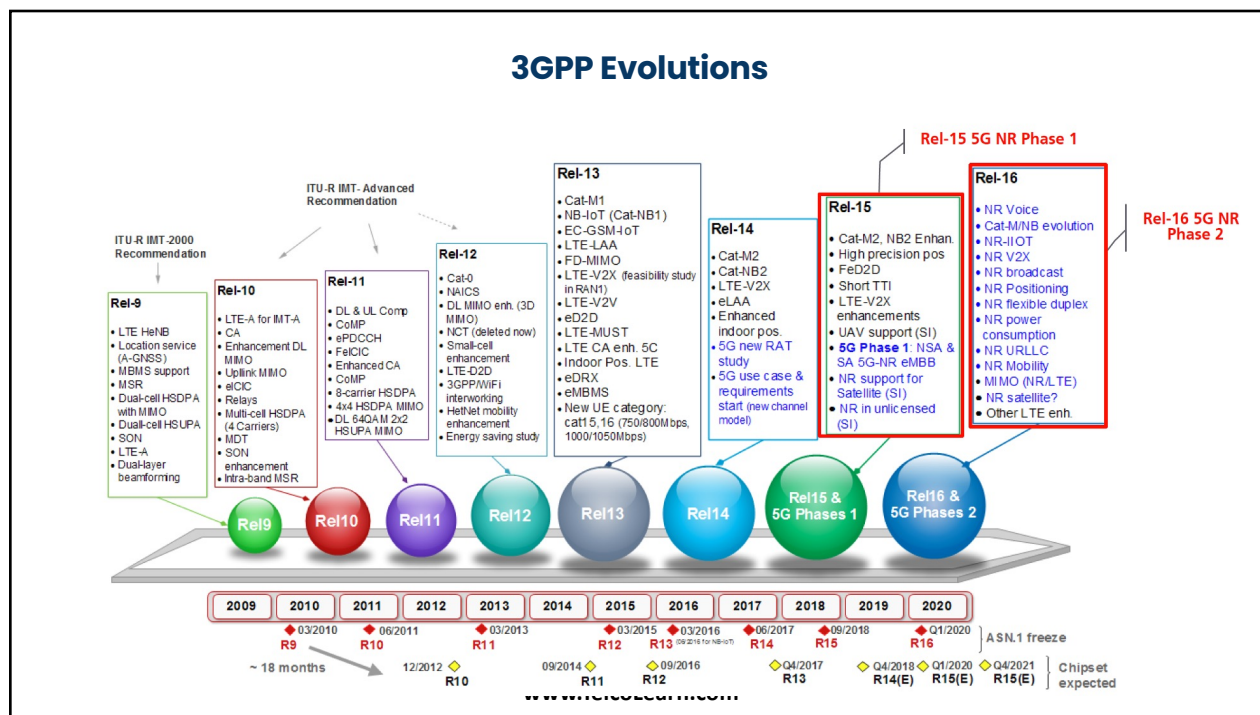 3GPP Evolutions
Rel-15 5G NR Phase 1
Rel-16 5G NR
Phase 2
ITU-R IMT-2000
Recommendation
ITU-R IMT- Advanced
Recommendation
Rel-9
• LTE HeNB
• Location service
(A-GNSS)
• MBMS support
• MSR
• Dual-cell HSDPA
with MIMO
• Duall-cell HSUPA
• SON
• LTE-A
• Dual-layer
beamforming
Rel-10
• LTE-A for IMT-A
• CA
• Enhancement DL
MIMO
• Uplink MIMO
• eICIC
• Relays
• Multi-cell HSDPA
(4 Carriers)
• MDT
• SON
enhancement
• Intra-band MSR
Rel-11
• DL & UL Comp
• CoMP
• ePDCCH
• FeICIC
• Enhanced CA
• CoMP
• 8-carrier HSDPA
• 4x4 HSDPA MIMO
• DL 64QAM 2x2
HSUPA MIMO
Rel-12
• Cat-0
• NAICS
• DL MIMO enh. (3D
MIMO)
• NCT (deleted now)
• Small-cell
enhancement
• LTE-D2D
• 3GPP/WiFi
interworking
• HetNet mobility
enhancement
• Energy saving study
Rel-13
• Cat-M1
• NB-IoT (Cat-NB1)
• EC-GSM-IoT
• LTE-LAA
• FD-MIMO
• LTE-V2X (feasibility study
in RAN1)
• LTE-V2V
• eD2D
• LTE-MUST
• LTE CA enh. 5C
• Indoor Pos. LTE
• eDRX
• eMBMS
• New UE category:
cat15,16 (750/800Mbps,
1000/1050Mbps)
Rel-14
• Cat-M2
• Cat-NB2
• LTE-V2X
• eLAA
• Enhanced
indoor pos.
• 5G new RAT
study
• 5G use case &
requirements
start (new channel
model)
Rel-15
• Cat-M2, NB2 Enhan.
• High precision pos
• FeD2D
• Short TTI
• LTE-V2X
enhancements
• UAV support (SI)
• 5G Phase 1: NSA &
SA 5G-NR eMBB
• NR support for
Satellite (SI)
• NR in unlicensed
(SI)
Rel-16
• NR Voice
• Cat-M/NB evolution
• NR-IIOT
• NR V2X
• NR broadcast
• NR Positioning
• NR flexible duplex
• NR power
consumption
• NR URLLC
• NR Mobility
• MIMO (NR/LTE)
• NR satellite?
• Other LTE enh.
Rel9
Rel10
Rel11
Rel12
Rel13
Rel14
Rel15 &
5G Phases 1
Rel16 &
5G Phases 2
2009 2010 2011 2012 2013 2014 2015 2016 2017 2018 2019 2020
03/2010 06/2011 03/2013 03/2015 03/2016 06/2017 09/2018 Q1/2020
R9 R10 R11 R12 R13 (06/2016 for NB-IoT) R14 R15 R16
ASN.1 freeze
~ 18 months
12/2012 09/2014 09/2016 Q4/2017 Q4/2018 Q1/2020 Q4/2021
R10 R11 R12 R13 R14(E) R15(E) R15(E)
Chipset
expected
www.TelcoLearn.com